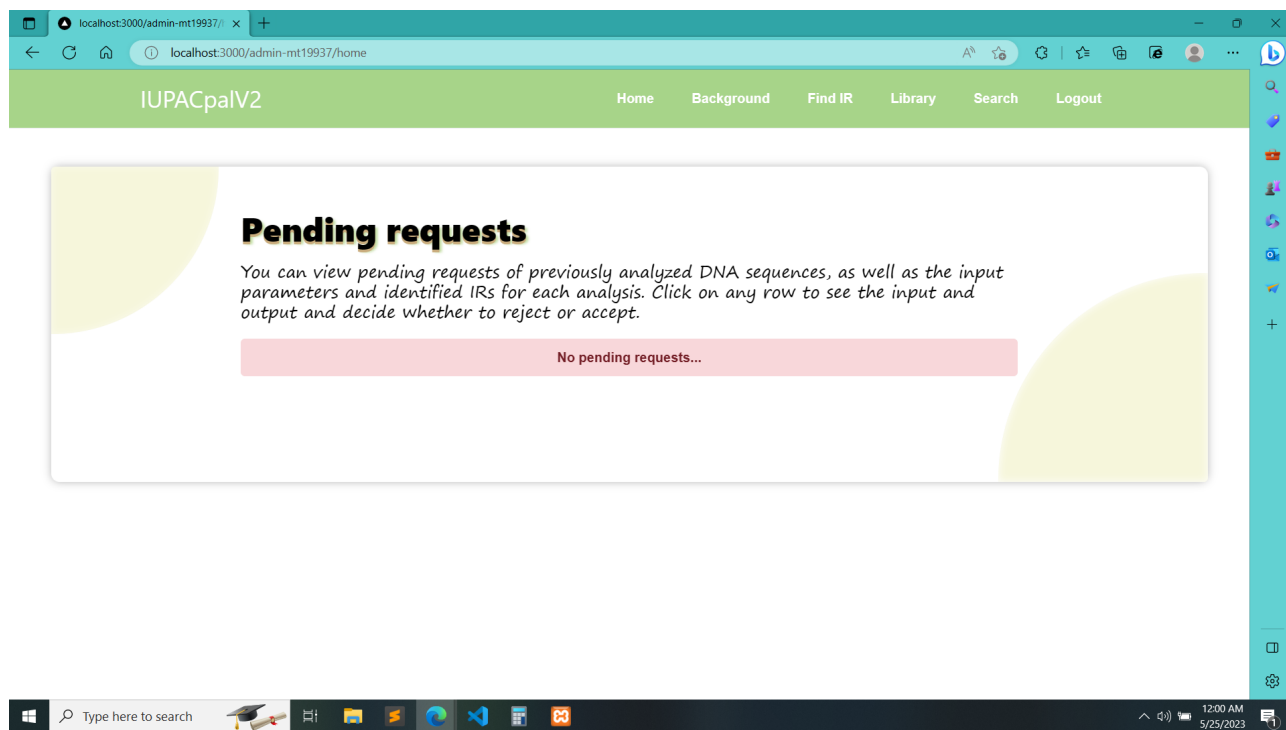 localhost:3000/admin-mt19937/
localhost:3000/admin-mt19937/home
IUPACpalV2
Home Background Find IR Library Search Logout
Pending requests
You can view pending requests of previously analyzed DNA sequences, as well as the input
parameters and identified IRs for each analysis. Click on any row to see the input and
output and decide whether to reject or accept.
No pending requests...
Type here to search
12:00 AM
5/25/2023